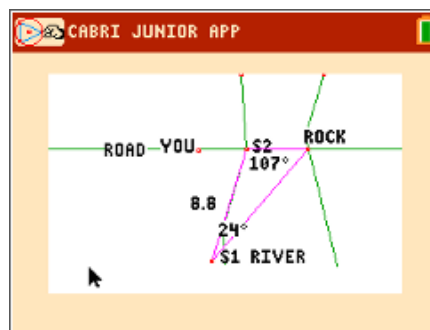 CABRI JUNIOR APP
ROCK
ROAD YOU S2
107°
8.8
24°
S1 RIVER